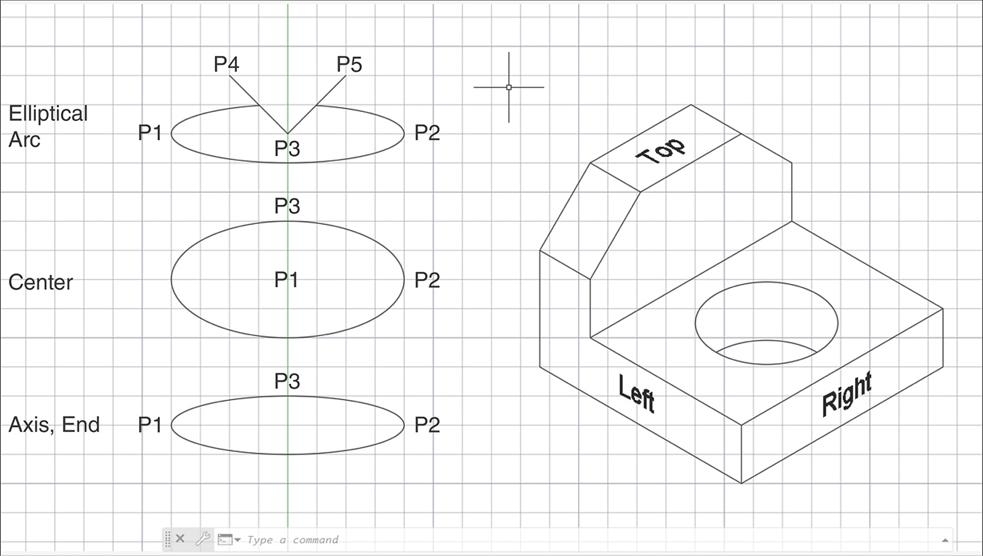 P4
P5
Elliptical
Arc
P1
P2
P3
P3
Center
P1
P2
P3
Axis, End
P1
P2
Top
Left
Right
Type a command